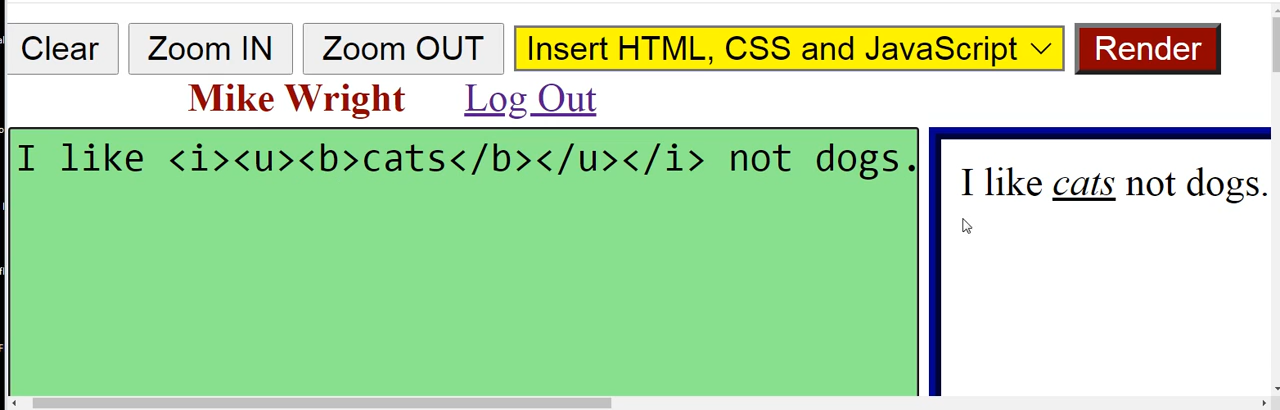 Clear Zoom IN Zoom OUT Insert HTML, CSS and JavaScript Render
Mike Wright Log Out
I like <i><u><b>cats</b></u></i> not dogs.
I like cats not dogs.